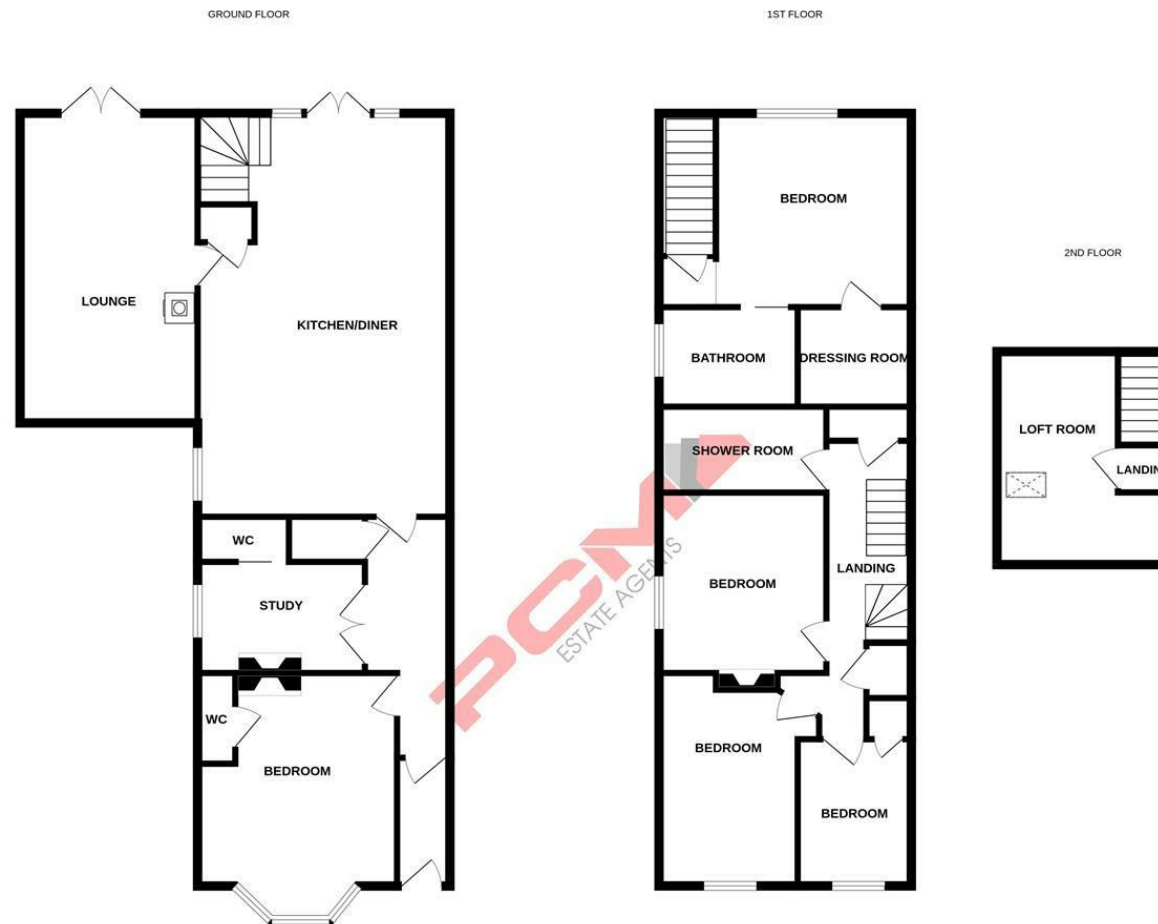 GROUND FLOOR
LOUNGE
KITCHEN/DINER
WC
STUDY
WC
BEDROOM
1ST FLOOR
BEDROOM
BATHROOM
DRESSING ROOM
SHOWER ROOM
BEDROOM
LANDING
BEDROOM
BEDROOM
2ND FLOOR
LOFT ROOM
LANDIN
PCM
ESTATE AGENTS